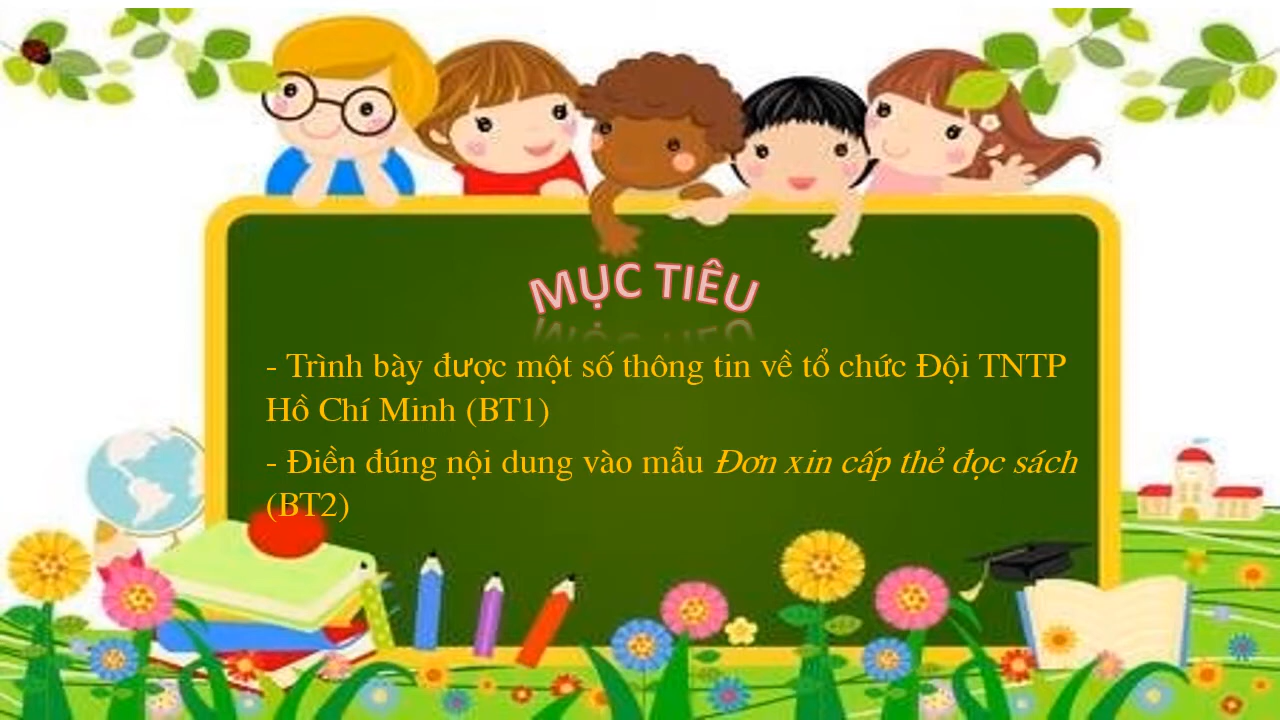 MỤC TIÊU
- Trình bày được một số thông tin về tổ chức Đội TNTP
Hồ Chí Minh (BT1)
- Điền đúng nội dung vào mẫu Đơn xin cấp thẻ đọc sách
(BT2)